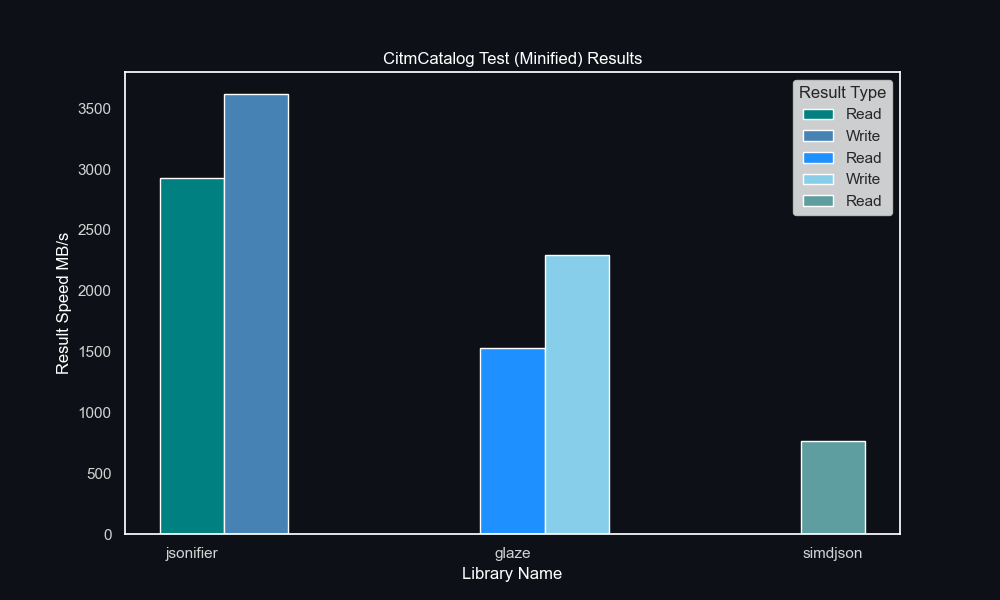 CitmCatalog Test (Minified) Results
Result Type
Read
Write
Read
Write
Read
3500
3000
2500
2000
1500
1000
500
0
Result Speed MB/s
jsonifier glaze simdjson
Library Name